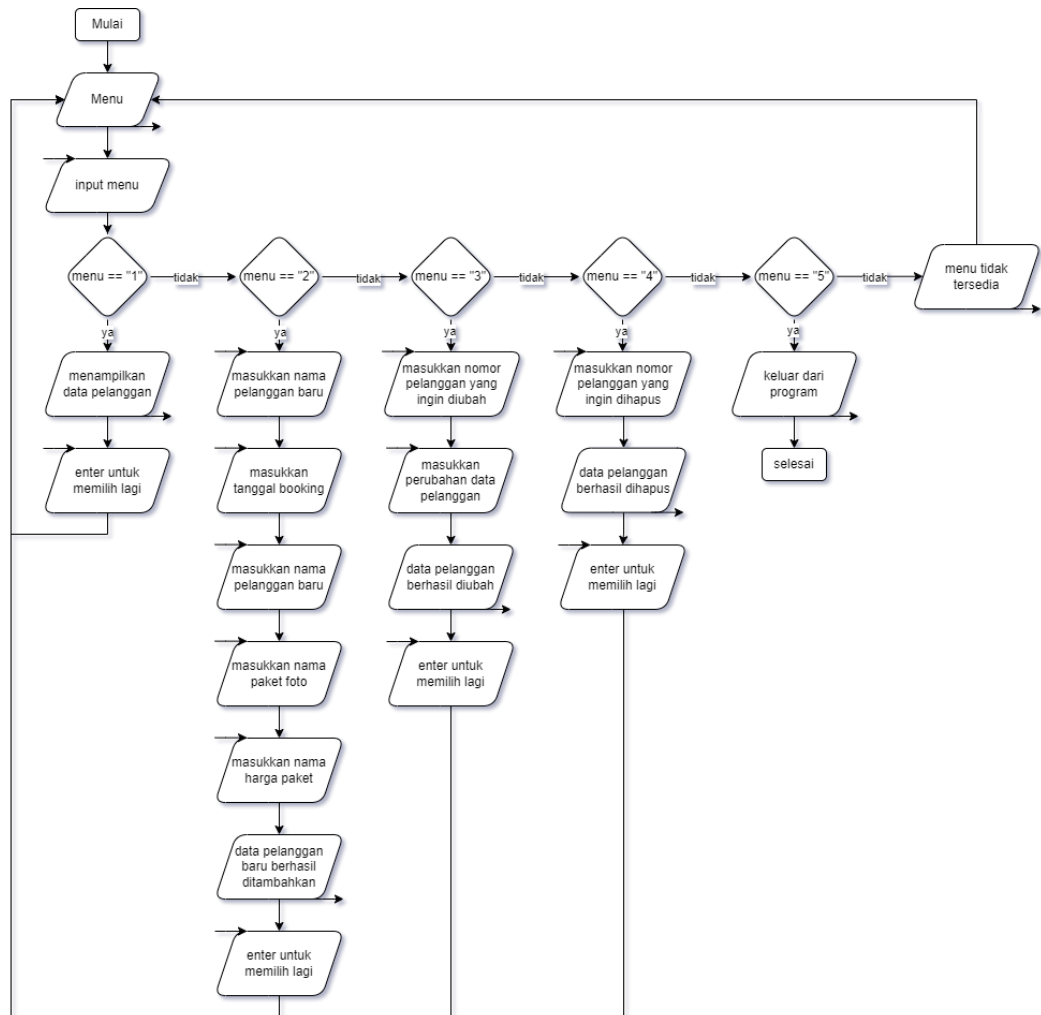 Mulai
Menu
input menu
menu == "1"
tidak
menu == "2"
tidak
menu == "3"
tidak
menu == "4"
tidak
menu == "5"
tidak
menu tidak
tersedia
ya
menampilkan
data pelanggan
enter untuk
memilih lagi
ya
masukkan nama
pelanggan baru
masukkan
tanggal booking
masukkan nama
pelanggan baru
masukkan nama
paket foto
masukkan nama
harga paket
data pelanggan
baru berhasil
ditambahkan
enter untuk
memilih lagi
ya
masukkan nomor
pelanggan yang
ingin diubah
masukkan
perubahan data
pelanggan
data pelanggan
berhasil diubah
enter untuk
memilih lagi
ya
masukkan nomor
pelanggan yang
ingin dihapus
data pelanggan
berhasil dihapus
enter untuk
memilih lagi
ya
keluar dari
program
selesai